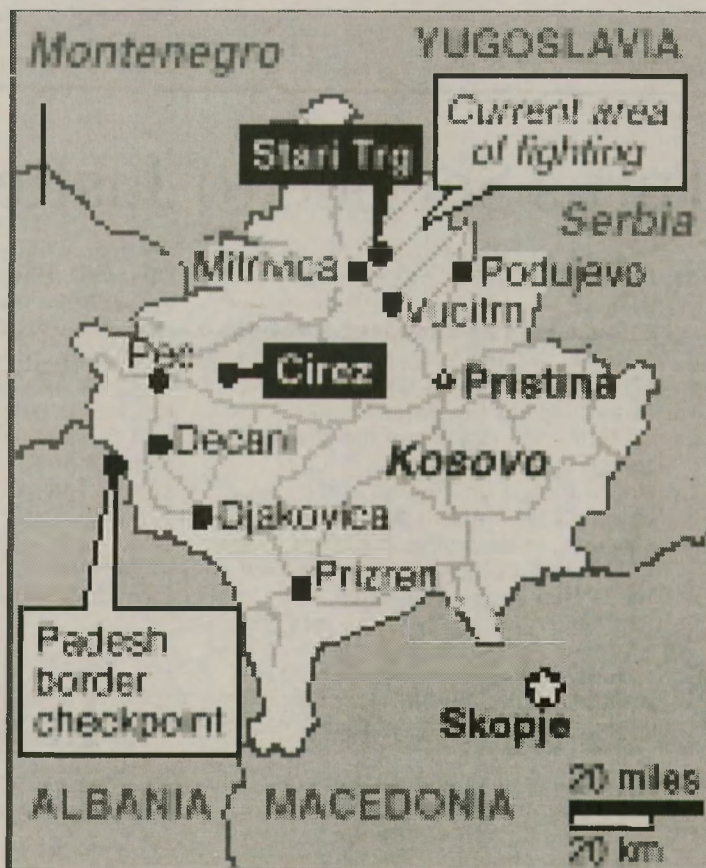 Montenegro
YUGOSLAVIA
Current area
of fighting
Stari Trg
Serbia
Mitrivica
Podujevo
Vucitrn
Pec
Cirez
Pristina
Decani
Kosovo
Djakovica
Prizren
Padesh
border
checkpoint
Skopje
20 miles
20 km
ALBANIA
MACEDONIA